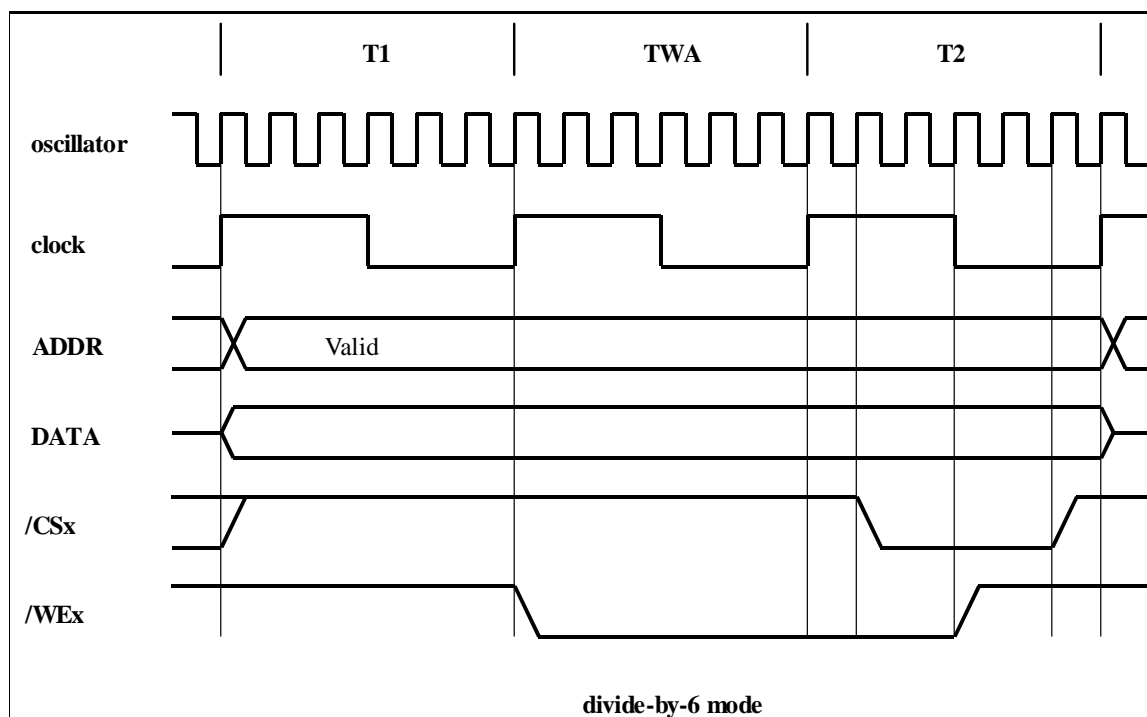 T1 TWA T2
oscillator
clock
ADDR Valid
DATA
/CSx
/WEx
divide-by-6 mode